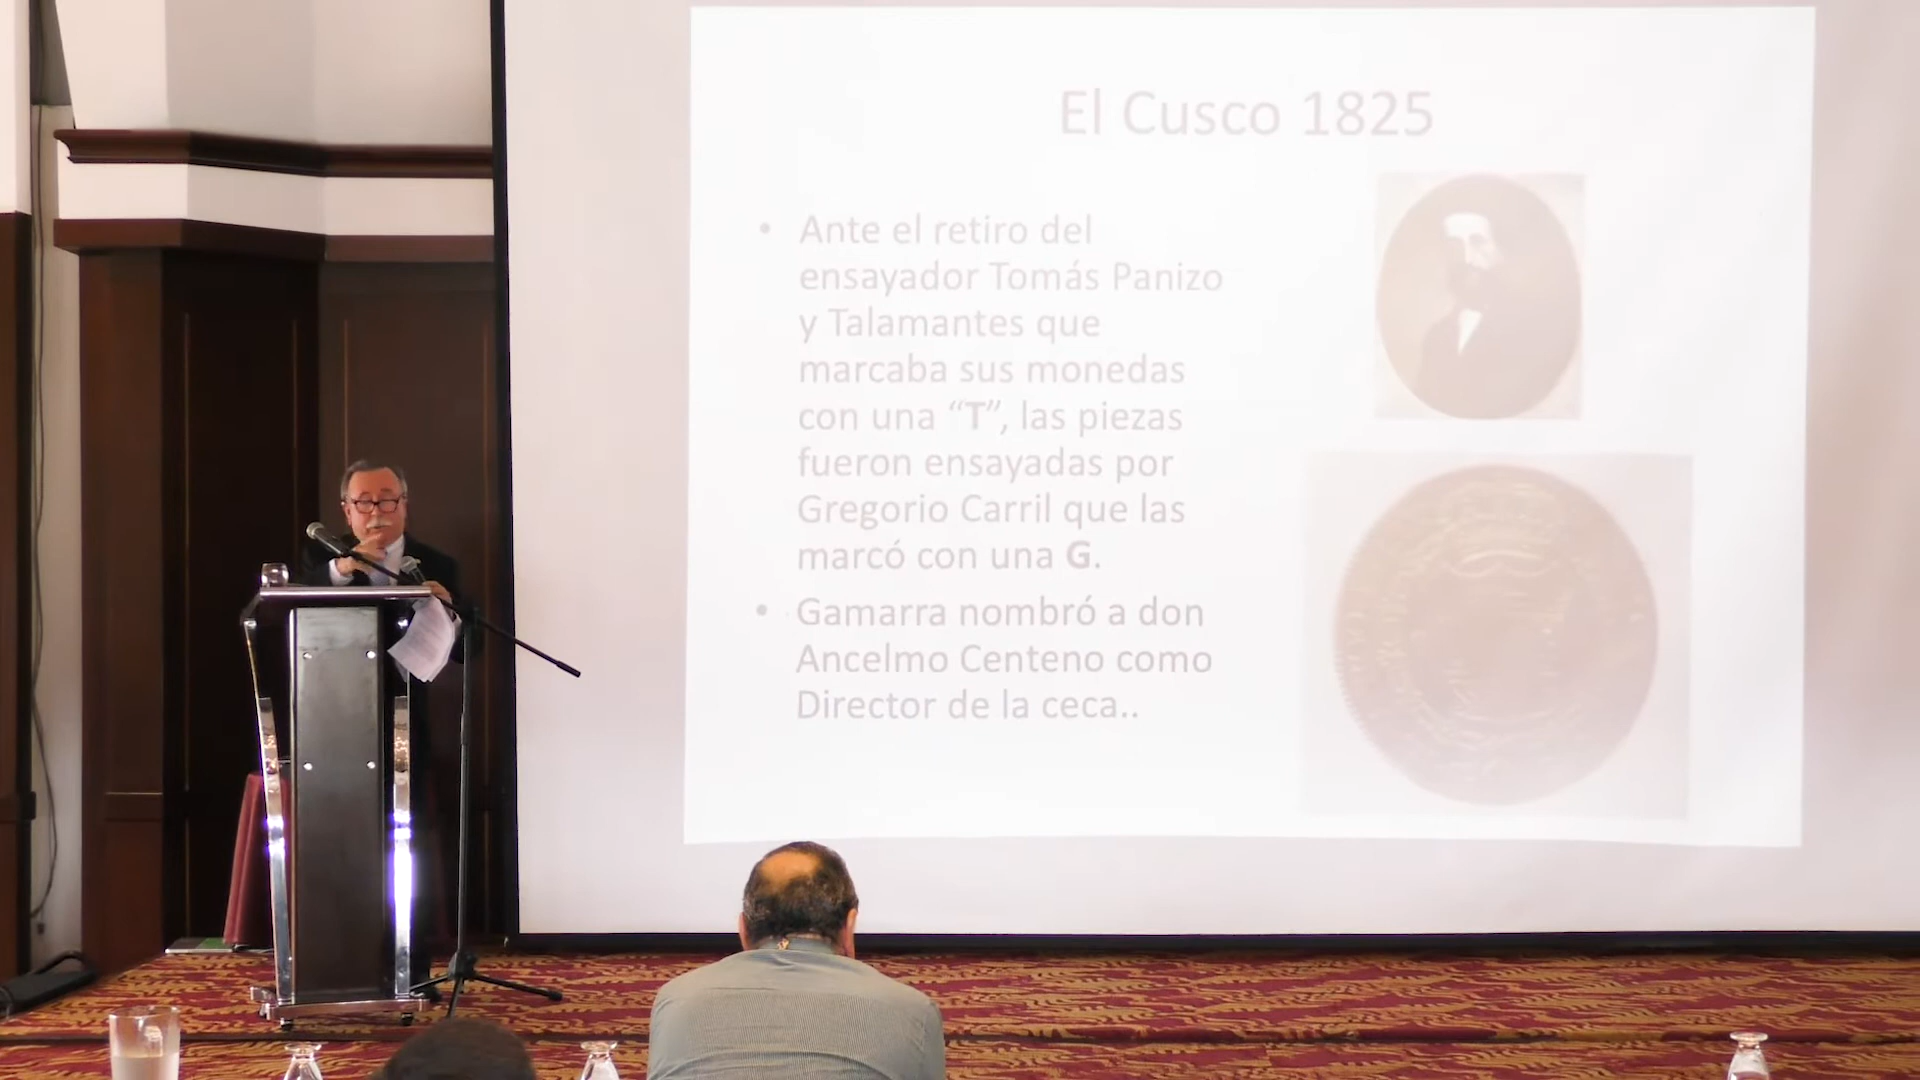 El Cusco 1825
• Ante el retiro del
ensayador Tomás Panizo
y Talamantes que
marcaba sus monedas
con una “T”, las piezas
fueron ensayadas por
Gregorio Carril que las
marcó con una G.
• Gamarra nombró a don
Ancelmo Centeno como
Director de la ceca..